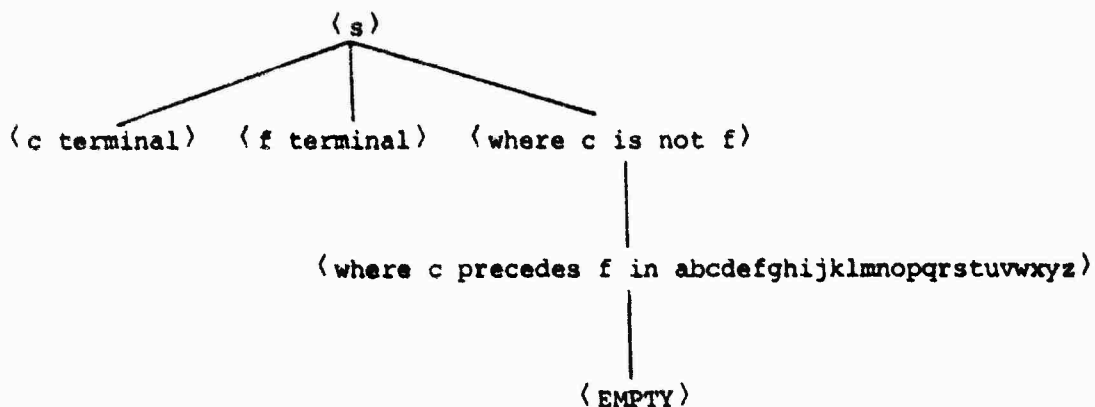 ⟨ s ⟩
⟨ c terminal ⟩ ⟨ f terminal ⟩ ⟨ where c is not f ⟩
⟨ where c precedes f in abcdefghijklmnopqrstuvwxyz ⟩
⟨ EMPTY ⟩